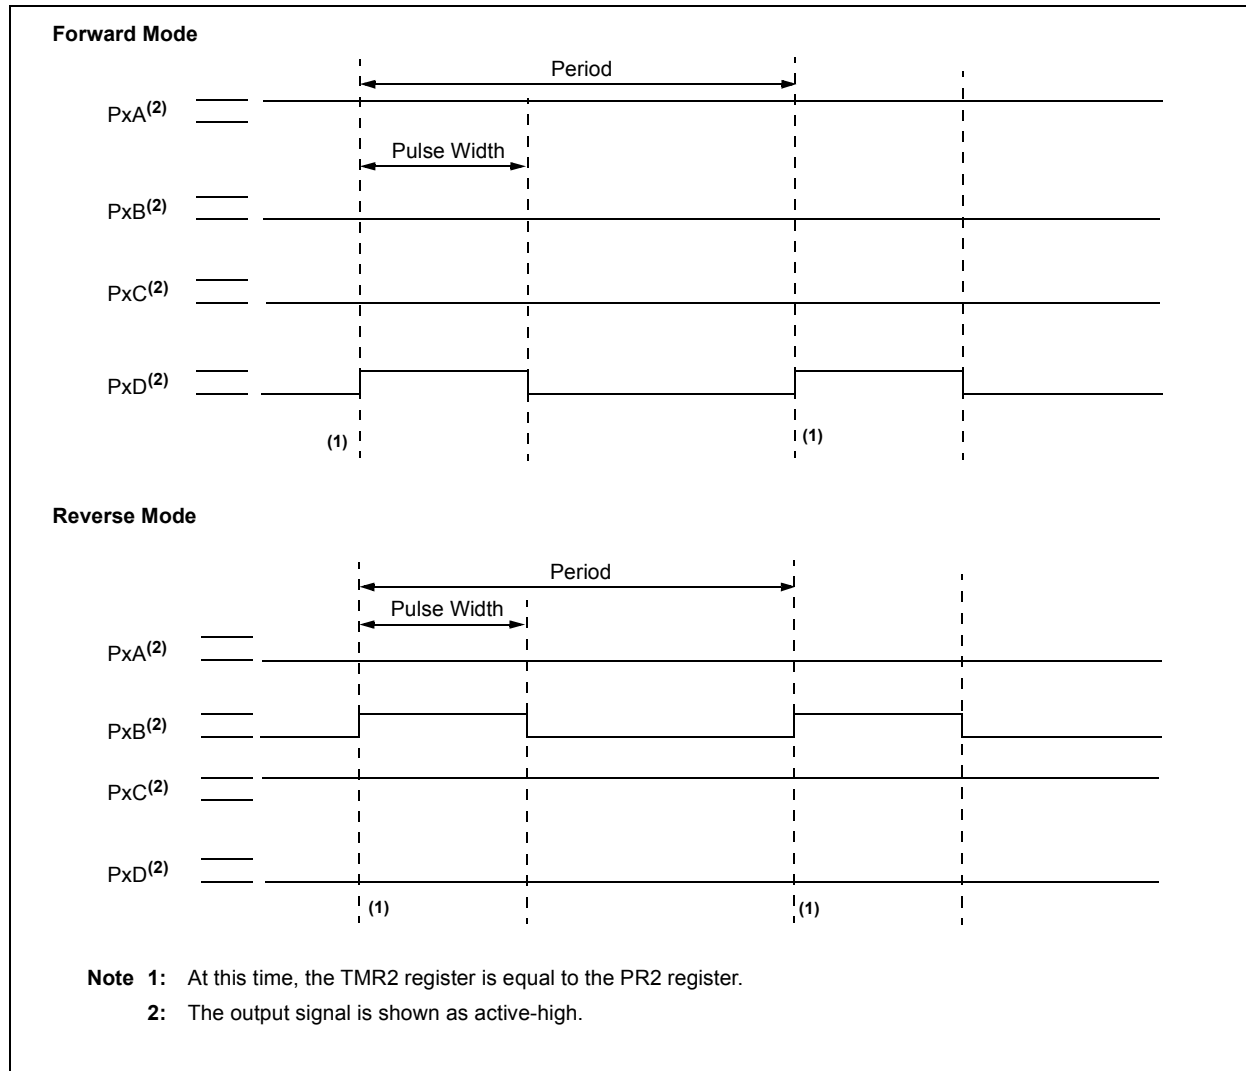 Forward Mode
Period
PxA(2)
Pulse Width
PxB(2)
PxC(2)
PxD(2)
(1) (1)
Reverse Mode
Period
Pulse Width
PxA(2)
PxB(2)
PxC(2)
PxD(2)
(1) (1)
Note 1: At this time, the TMR2 register is equal to the PR2 register.
2: The output signal is shown as active-high.